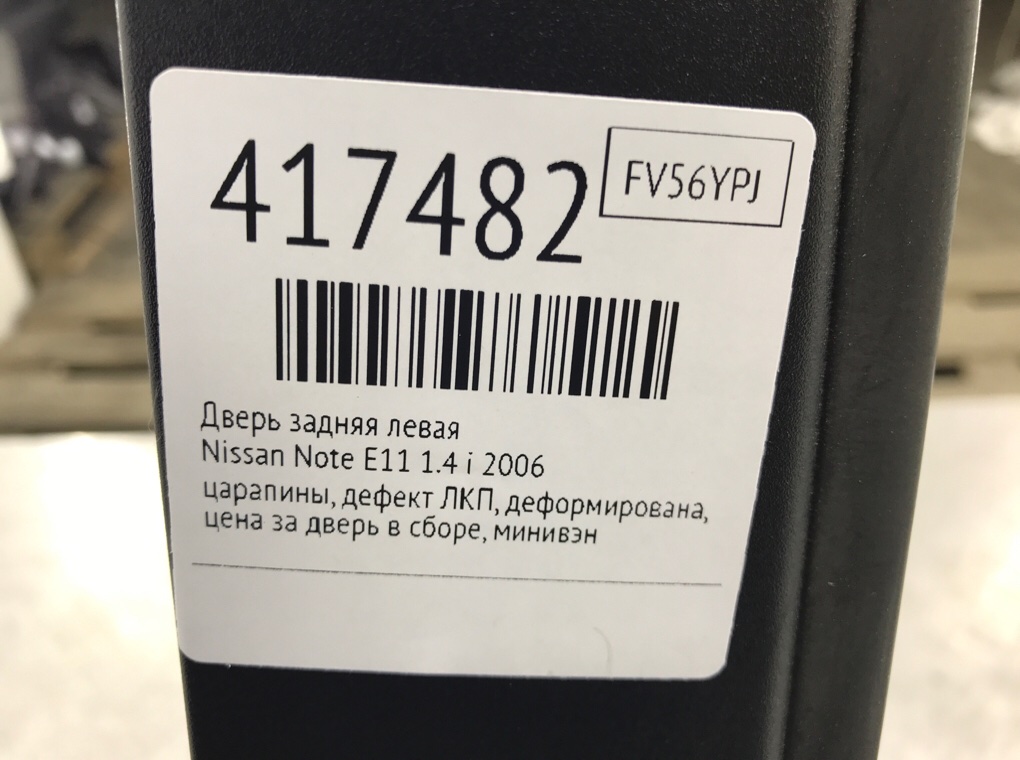 417482
FV56YPJ
Дверь задняя левая
Nissan Note E11 1.4 i 2006
царапины, дефект ЛКП, деформирована,
цена за дверь в сборе, минивэн